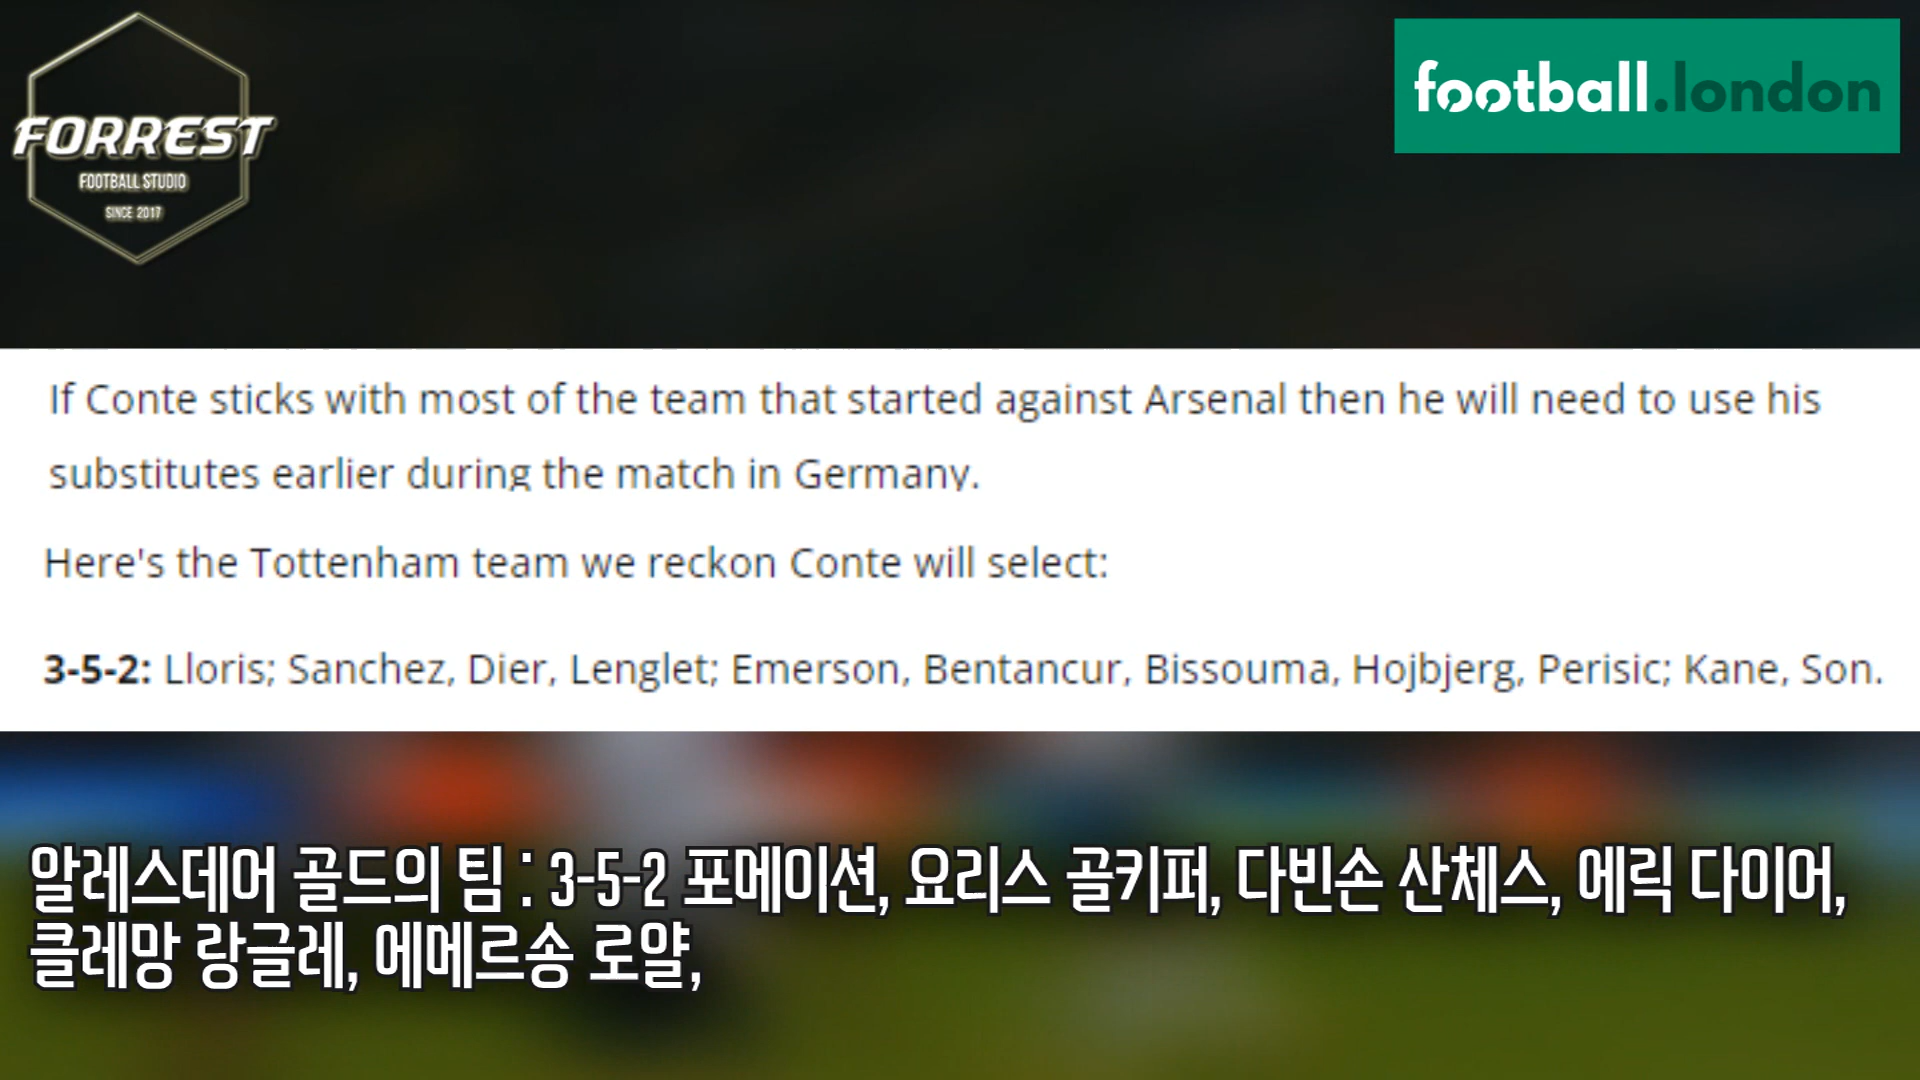 FORREST
FOOTBALL STUDIO
SINCE 2017
football.london
If Conte sticks with most of the team that started against Arsenal then he will need to use his
substitutes earlier during the match in Germany.
Here's the Tottenham team we reckon Conte will select:
3-5-2: Lloris; Sanchez, Dier, Lenglet; Emerson, Bentancur, Bissouma, Hojbjerg, Perisic; Kane, Son.
알레스데어 골드의 팀 : 3-5-2 포메이션, 요리스 골키퍼, 다빈손 산체스, 에릭 다이어,
클레망 랑글레, 에메르송 로얄,